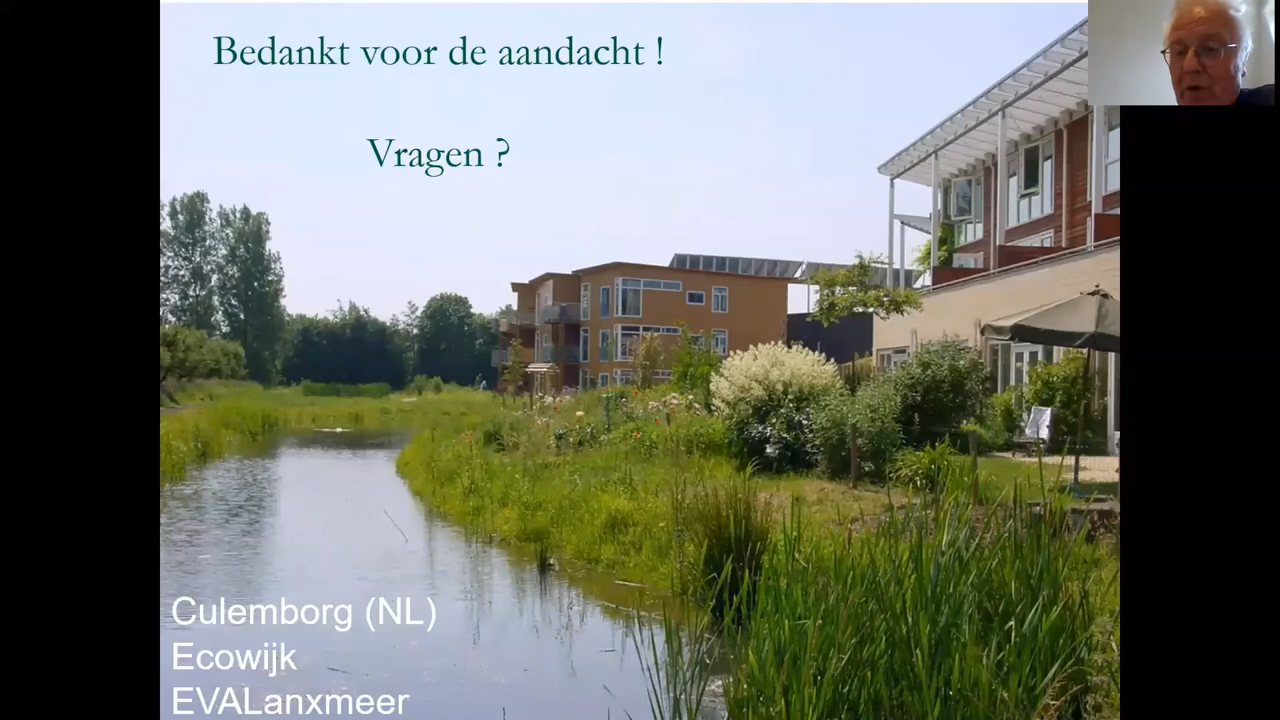 Bedankt voor de aandacht !
Vragen ?
Culemborg (NL)
Ecowijk
EVALanxmeer